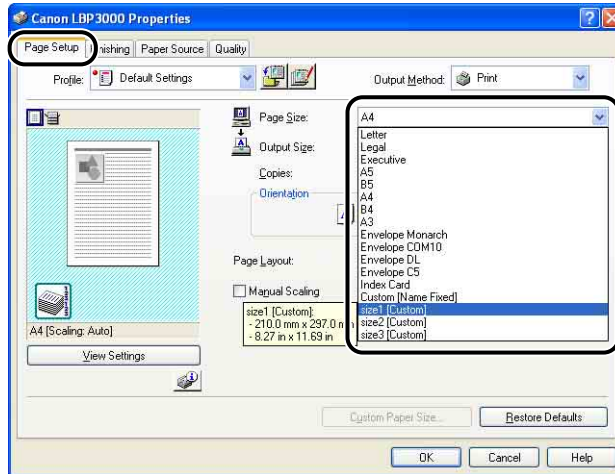 Canon LBP3000 Properties
Page Setup Finishing Paper Source Quality
Profile: Default Settings Output Method: Print
Page Size: A4
Output Size:
Copies:
Orientation
Page Layout:
Manual Scaling
Letter
Legal
Executive
A5
B5
A4
B4
A3
Envelope Monarch
Envelope COM10
Envelope DL
Envelope C5
Index Card
Custom [Name Fixed]
size1 [Custom]
size2 [Custom]
size3 [Custom]
size1 [Custom]:
- 210.0 mm x 297.0 m
- 8.27 in x 11.69 in
A4 [Scaling: Auto]
View Settings
Custom Paper Size... Restore Defaults
OK Cancel Help